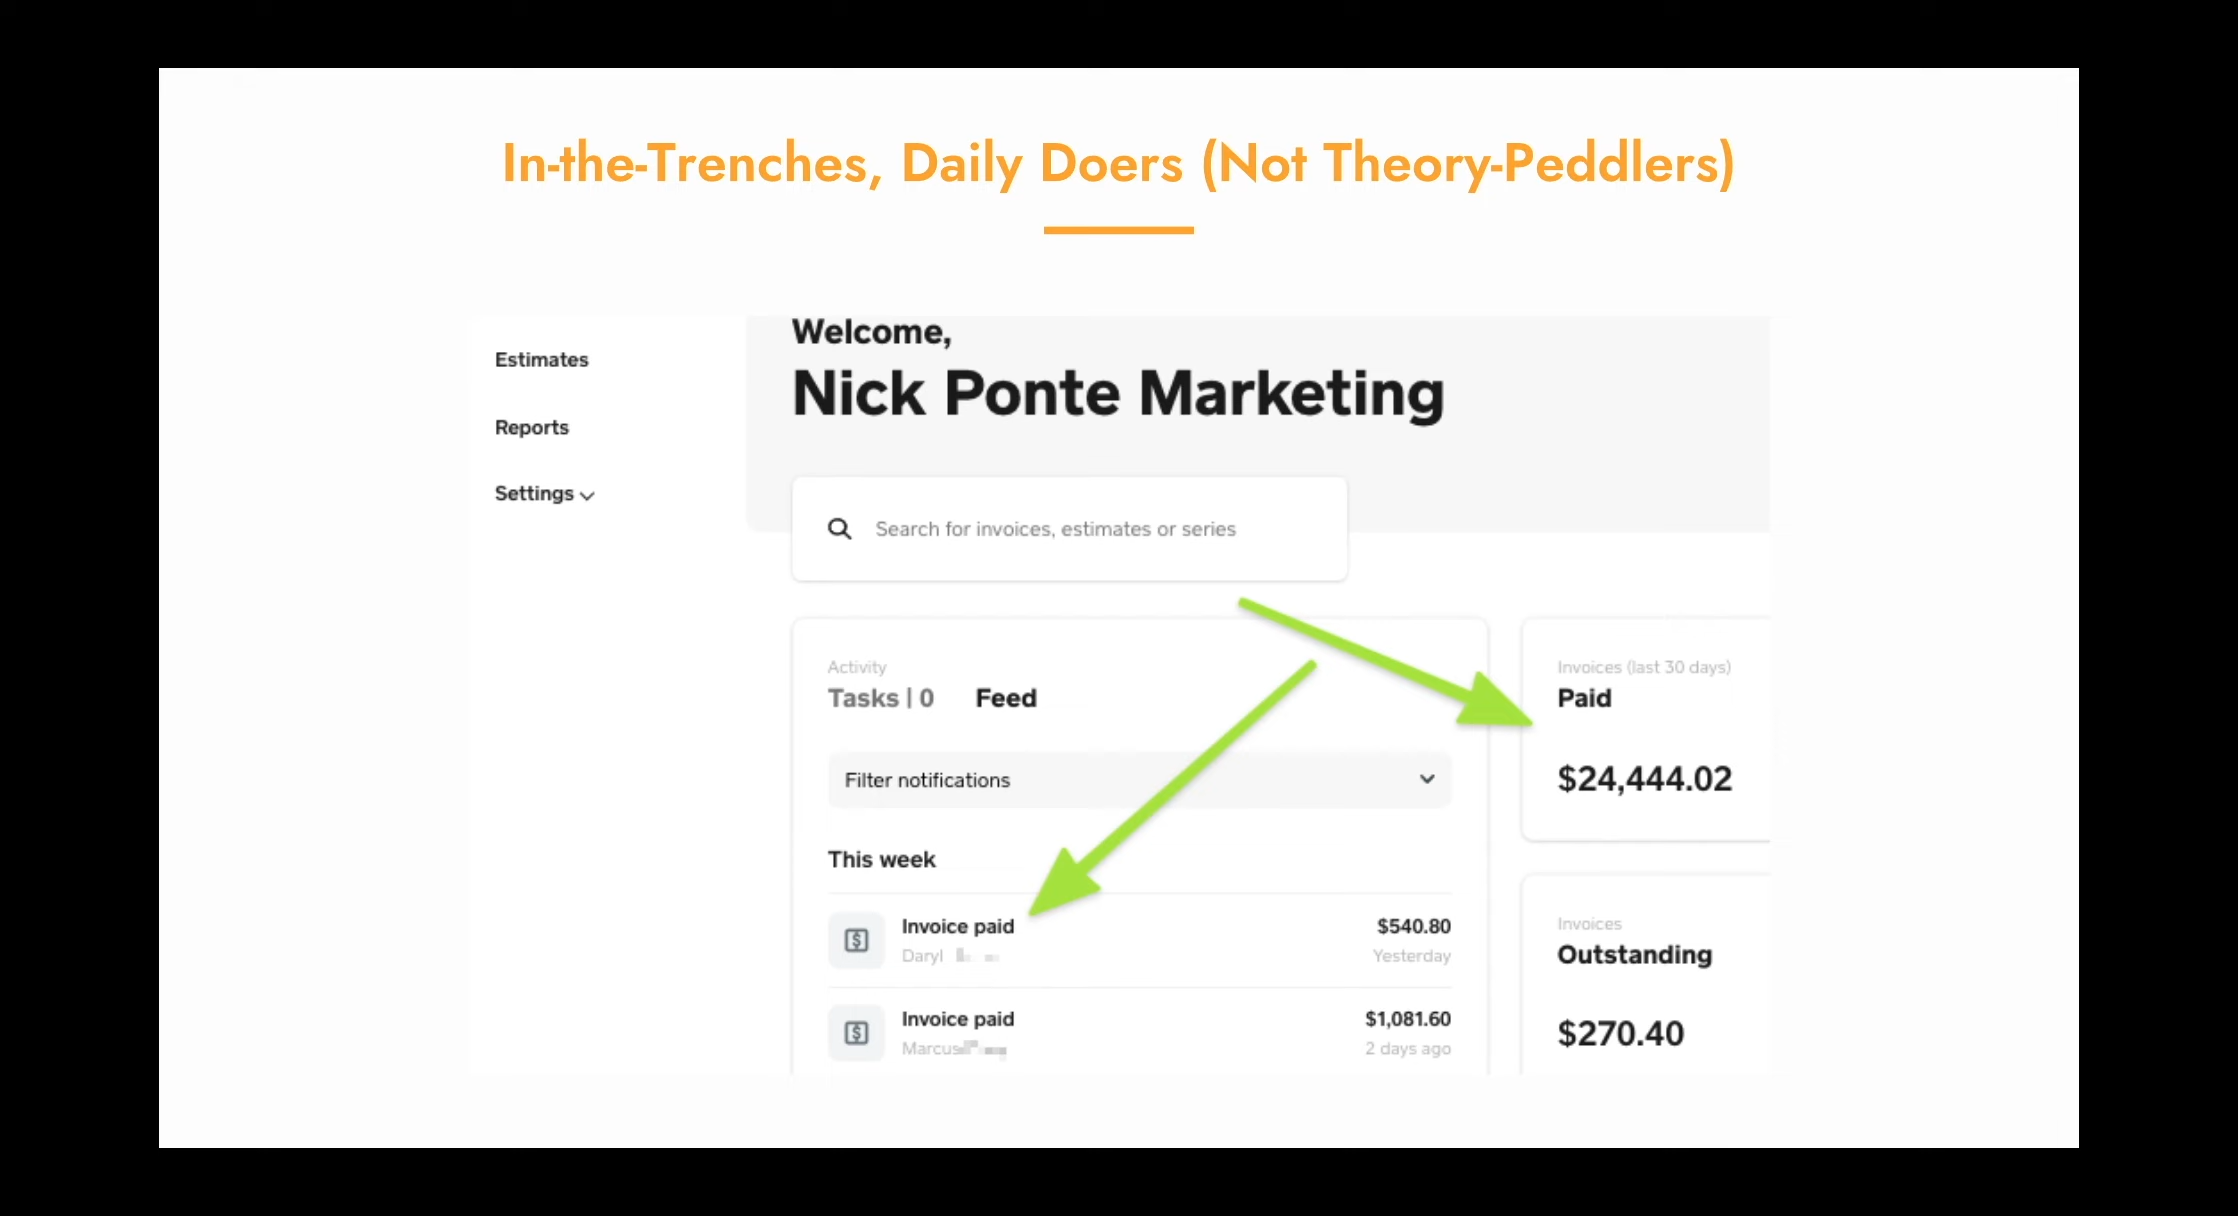 In-the-Trenches, Daily Doers (Not Theory-Peddlers)
Estimates
Reports
Settings
Welcome,
Nick Ponte Marketing
Search for invoices, estimates or series
Activity
Tasks | 0 Feed
Filter notifications
This week
Invoice paid $540.80
Daryl Yesterday
Invoice paid $1,081.60
Marcus 2 days ago
Invoices (last 30 days)
Paid
$24,444.02
Invoices
Outstanding
$270.40